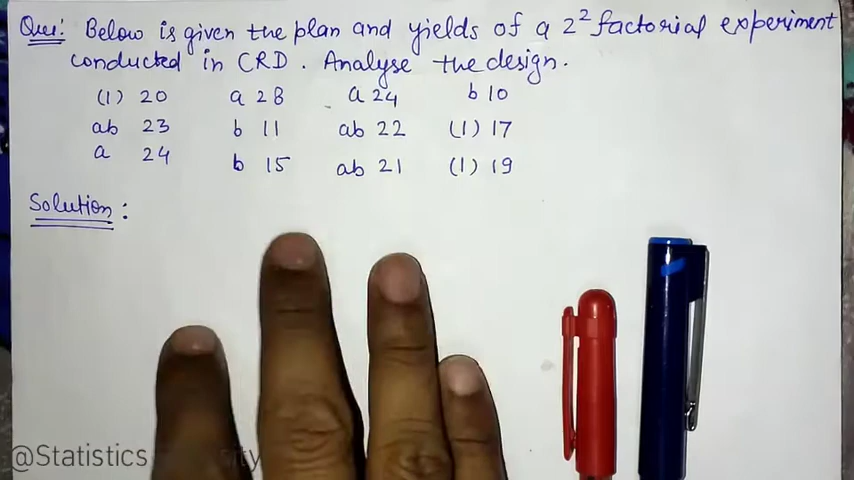 Ques: Below is given the plan and yields of a 2² factorial experiment
conducted in CRD. Analyse the design.
(1) 20 a 28 a 24 b 10
ab 23 b 11 ab 22 (1) 17
a 24 b 15 ab 21 (1) 19
Solution:
@Statistics